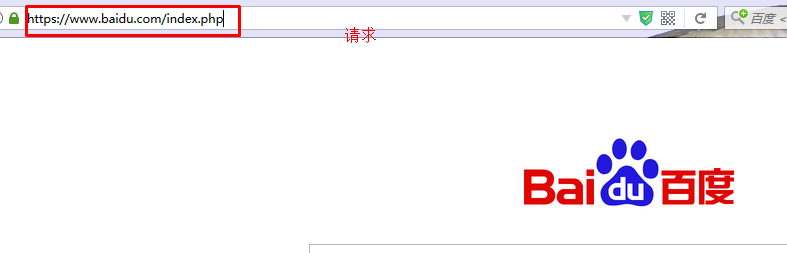 https://www.baidu.com/index.php
百度 <
请求
Bai du 百度